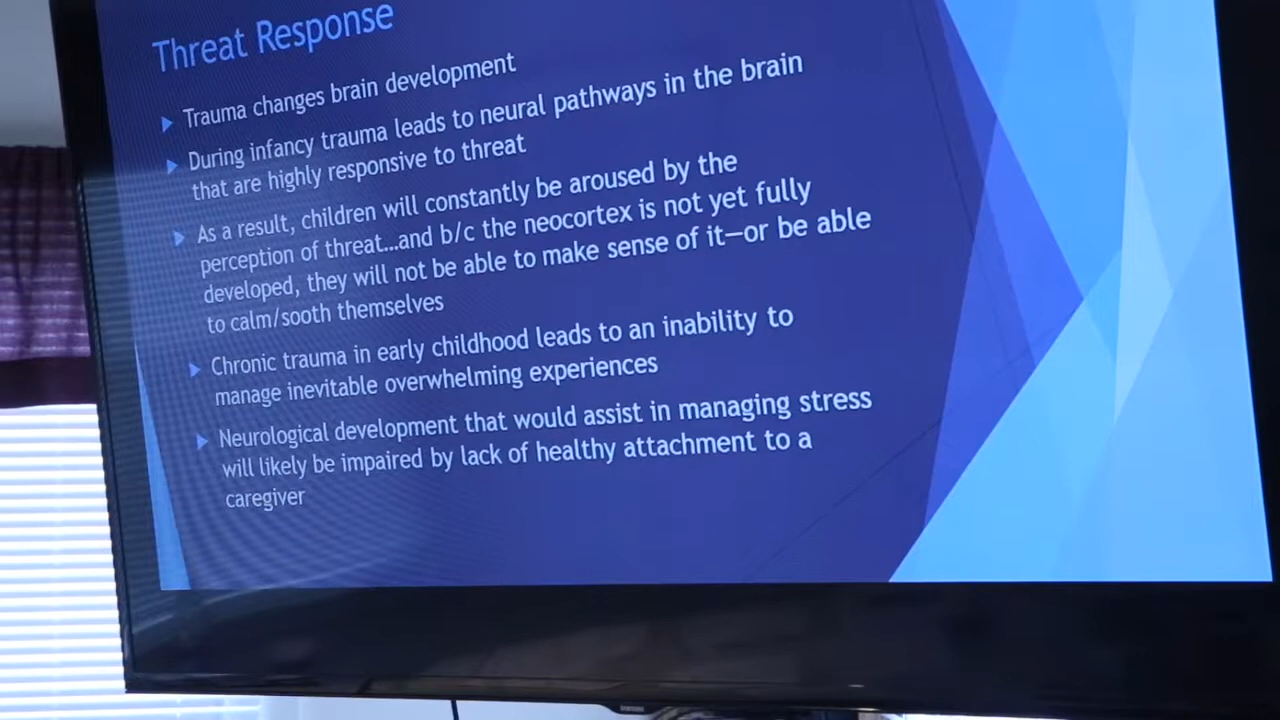 Threat Response
Trauma changes brain development
During infancy trauma leads to neural pathways in the brain
that are highly responsive to threat
As a result, children will constantly be aroused by the
perception of threat…and b/c the neocortex is not yet fully
developed, they will not be able to make sense of it—or be able
to calm/sooth themselves
Chronic trauma in early childhood leads to an inability to
manage inevitable overwhelming experiences
Neurological development that would assist in managing stress
will likely be impaired by lack of healthy attachment to a
caregiver
SAMSUNG